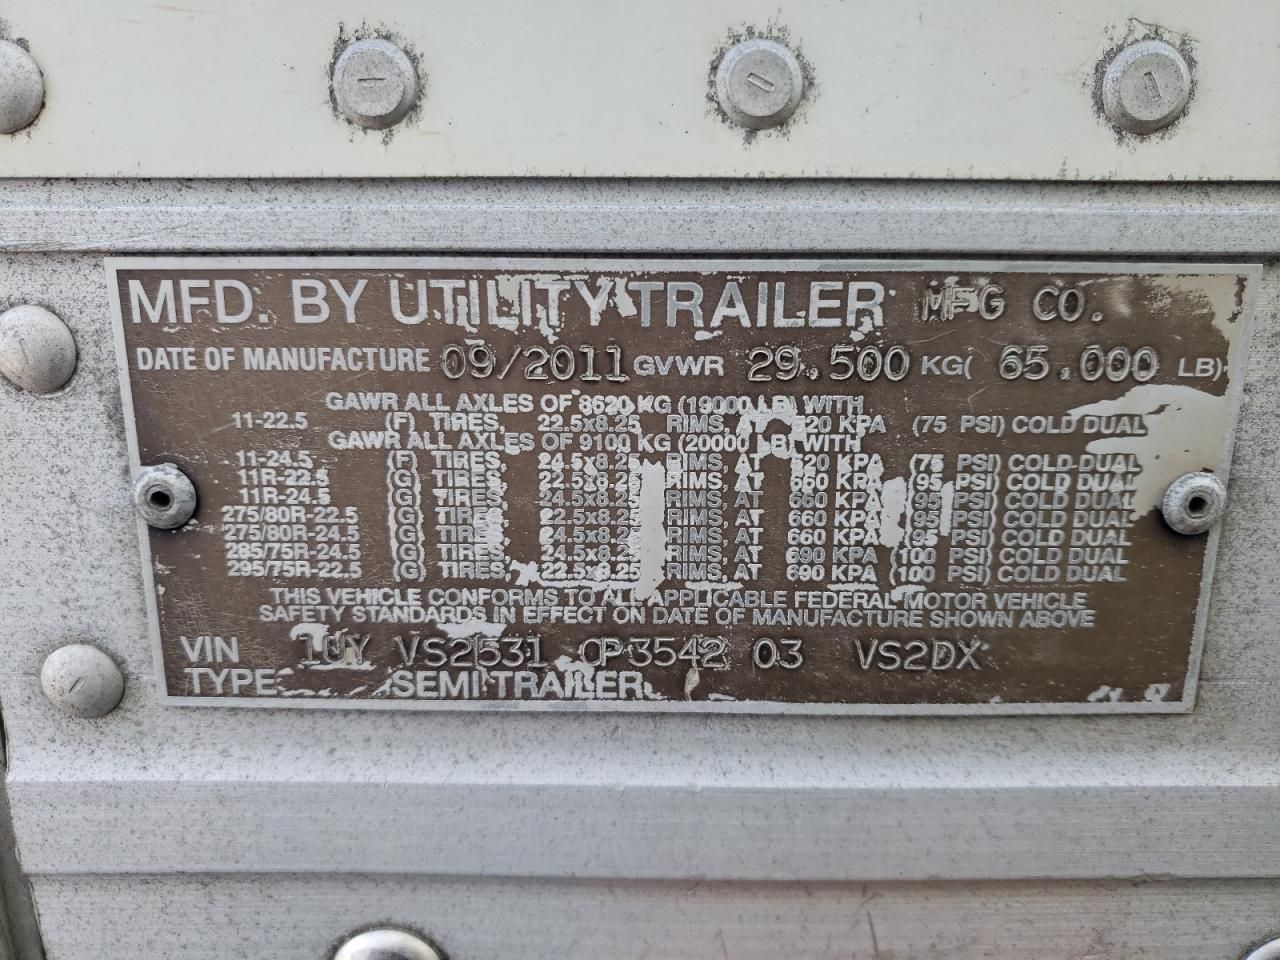 MFD. BY UTILITY TRAILER MFG CO.
DATE OF MANUFACTURE 09/2011 GVWR 29.500 KG( 65.000 LB)
GAWR ALL AXLES OF 8620 KG (19000 LB) WITH
11-22.5 (F) TIRES, 22.5x8.25 RIMS, AT 520 KPA (75 PSI) COLD DUAL
GAWR ALL AXLES OF 9100 KG (20000 LB) WITH
11-24.5 (F) TIRES, 24.5x8.25 RIMS, AT 520 KPA (75 PSI) COLD DUAL
11R-22.5 (G) TIRES, 22.5x8.25 RIMS, AT 660 KPA (95 PSI) COLD DUAL
11R-24.5 (G) TIRES, 24.5x8.25 RIMS, AT 660 KPA (95 PSI) COLD DUAL
275/80R-22.5 (G) TIRES, 22.5x8.25 RIMS, AT 660 KPA (95 PSI) COLD DUAL
275/80R-24.5 (G) TIRES, 24.5x8.25 RIMS, AT 660 KPA (95 PSI) COLD DUAL
285/75R-24.5 (G) TIRES, 24.5x8.25 RIMS, AT 690 KPA (100 PSI) COLD DUAL
295/75R-22.5 (G) TIRES, 22.5x8.25 RIMS, AT 690 KPA (100 PSI) COLD DUAL
THIS VEHICLE CONFORMS TO ALL APPLICABLE FEDERAL MOTOR VEHICLE
SAFETY STANDARDS IN EFFECT ON DATE OF MANUFACTURE SHOWN ABOVE
VIN 1UY VS2531 CP3542 03 VS2DX
TYPE SEMITRAILER